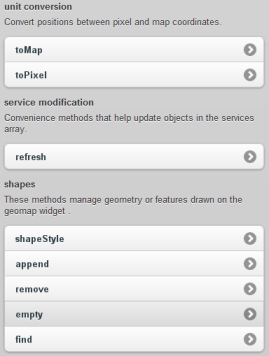 unit conversion
Convert positions between pixel and map coordinates.
toMap
toPixel
service modification
Convenience methods that help update objects in the services
array.
refresh
shapes
These methods manage geometry or features drawn on the
geomap widget .
shapeStyle
append
remove
empty
find